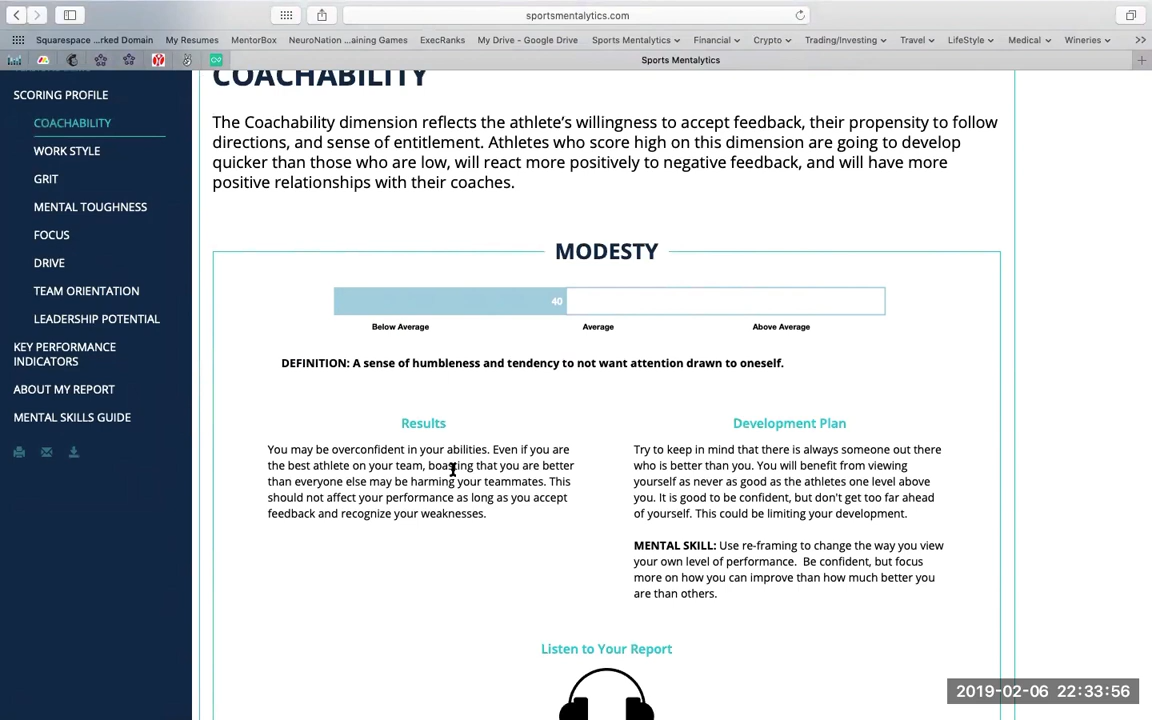 sportsmentalytics.com
Squarespace ...rked Domain My Resumes MentorBox NeuroNation ...aining Games ExecRanks My Drive - Google Drive Sports Mentalytics Financial Crypto Trading/Investing Travel LifeStyle Medical Wineries
Sports Mentalytics
SCORING PROFILE
COACHABILITY
WORK STYLE
GRIT
MENTAL TOUGHNESS
FOCUS
DRIVE
TEAM ORIENTATION
LEADERSHIP POTENTIAL
KEY PERFORMANCE
INDICATORS
ABOUT MY REPORT
MENTAL SKILLS GUIDE
COACHABILITY
The Coachability dimension reflects the athlete's willingness to accept feedback, their propensity to follow
directions, and sense of entitlement. Athletes who score high on this dimension are going to develop
quicker than those who are low, will react more positively to negative feedback, and will have more
positive relationships with their coaches.
MODESTY
40
Below Average Average Above Average
DEFINITION: A sense of humbleness and tendency to not want attention drawn to oneself.
Results
You may be overconfident in your abilities. Even if you are
the best athlete on your team, boasting that you are better
than everyone else may be harming your teammates. This
should not affect your performance as long as you accept
feedback and recognize your weaknesses.
Development Plan
Try to keep in mind that there is always someone out there
who is better than you. You will benefit from viewing
yourself as never as good as the athletes one level above
you. It is good to be confident, but don't get too far ahead
of yourself. This could be limiting your development.
MENTAL SKILL: Use re-framing to change the way you view
your own level of performance.  Be confident, but focus
more on how you can improve than how much better you
are than others.
Listen to Your Report
2019-02-06 22:33:56